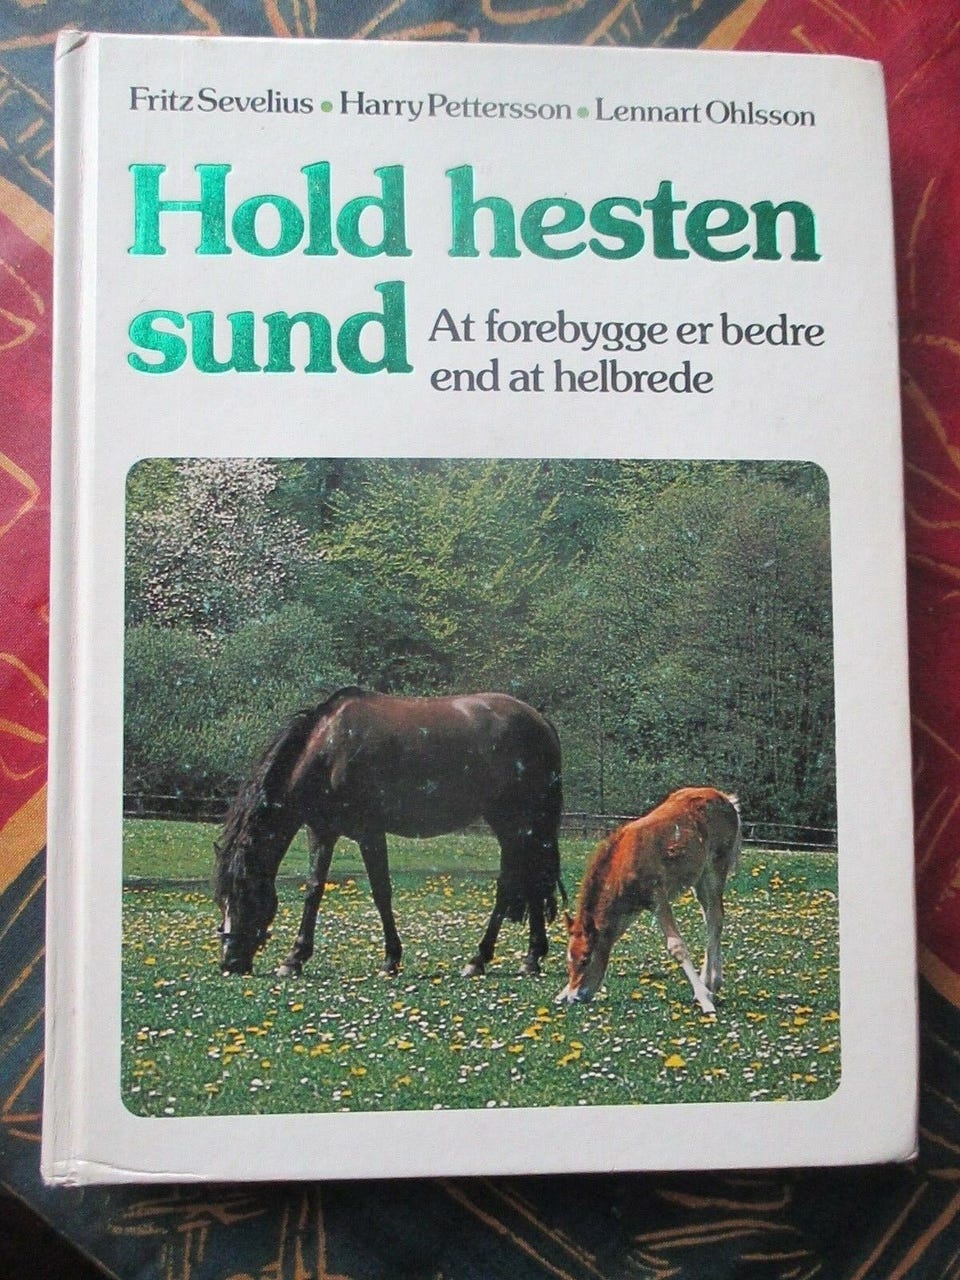 Fritz Sevelius • Harry Pettersson • Lennart Ohlsson
Hold hesten
sund
At forebygge er bedre
end at helbrede